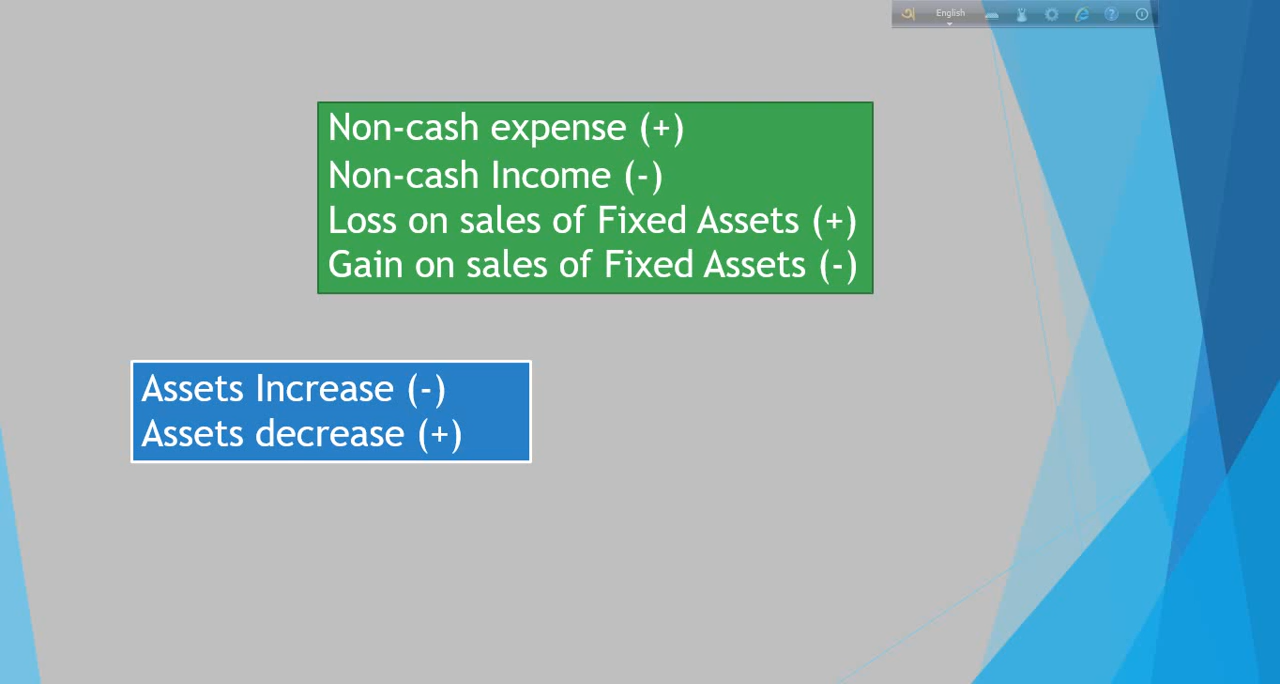 অ English
Non-cash expense (+)
Non-cash Income (-)
Loss on sales of Fixed Assets (+)
Gain on sales of Fixed Assets (-)
Assets Increase (-)
Assets decrease (+)